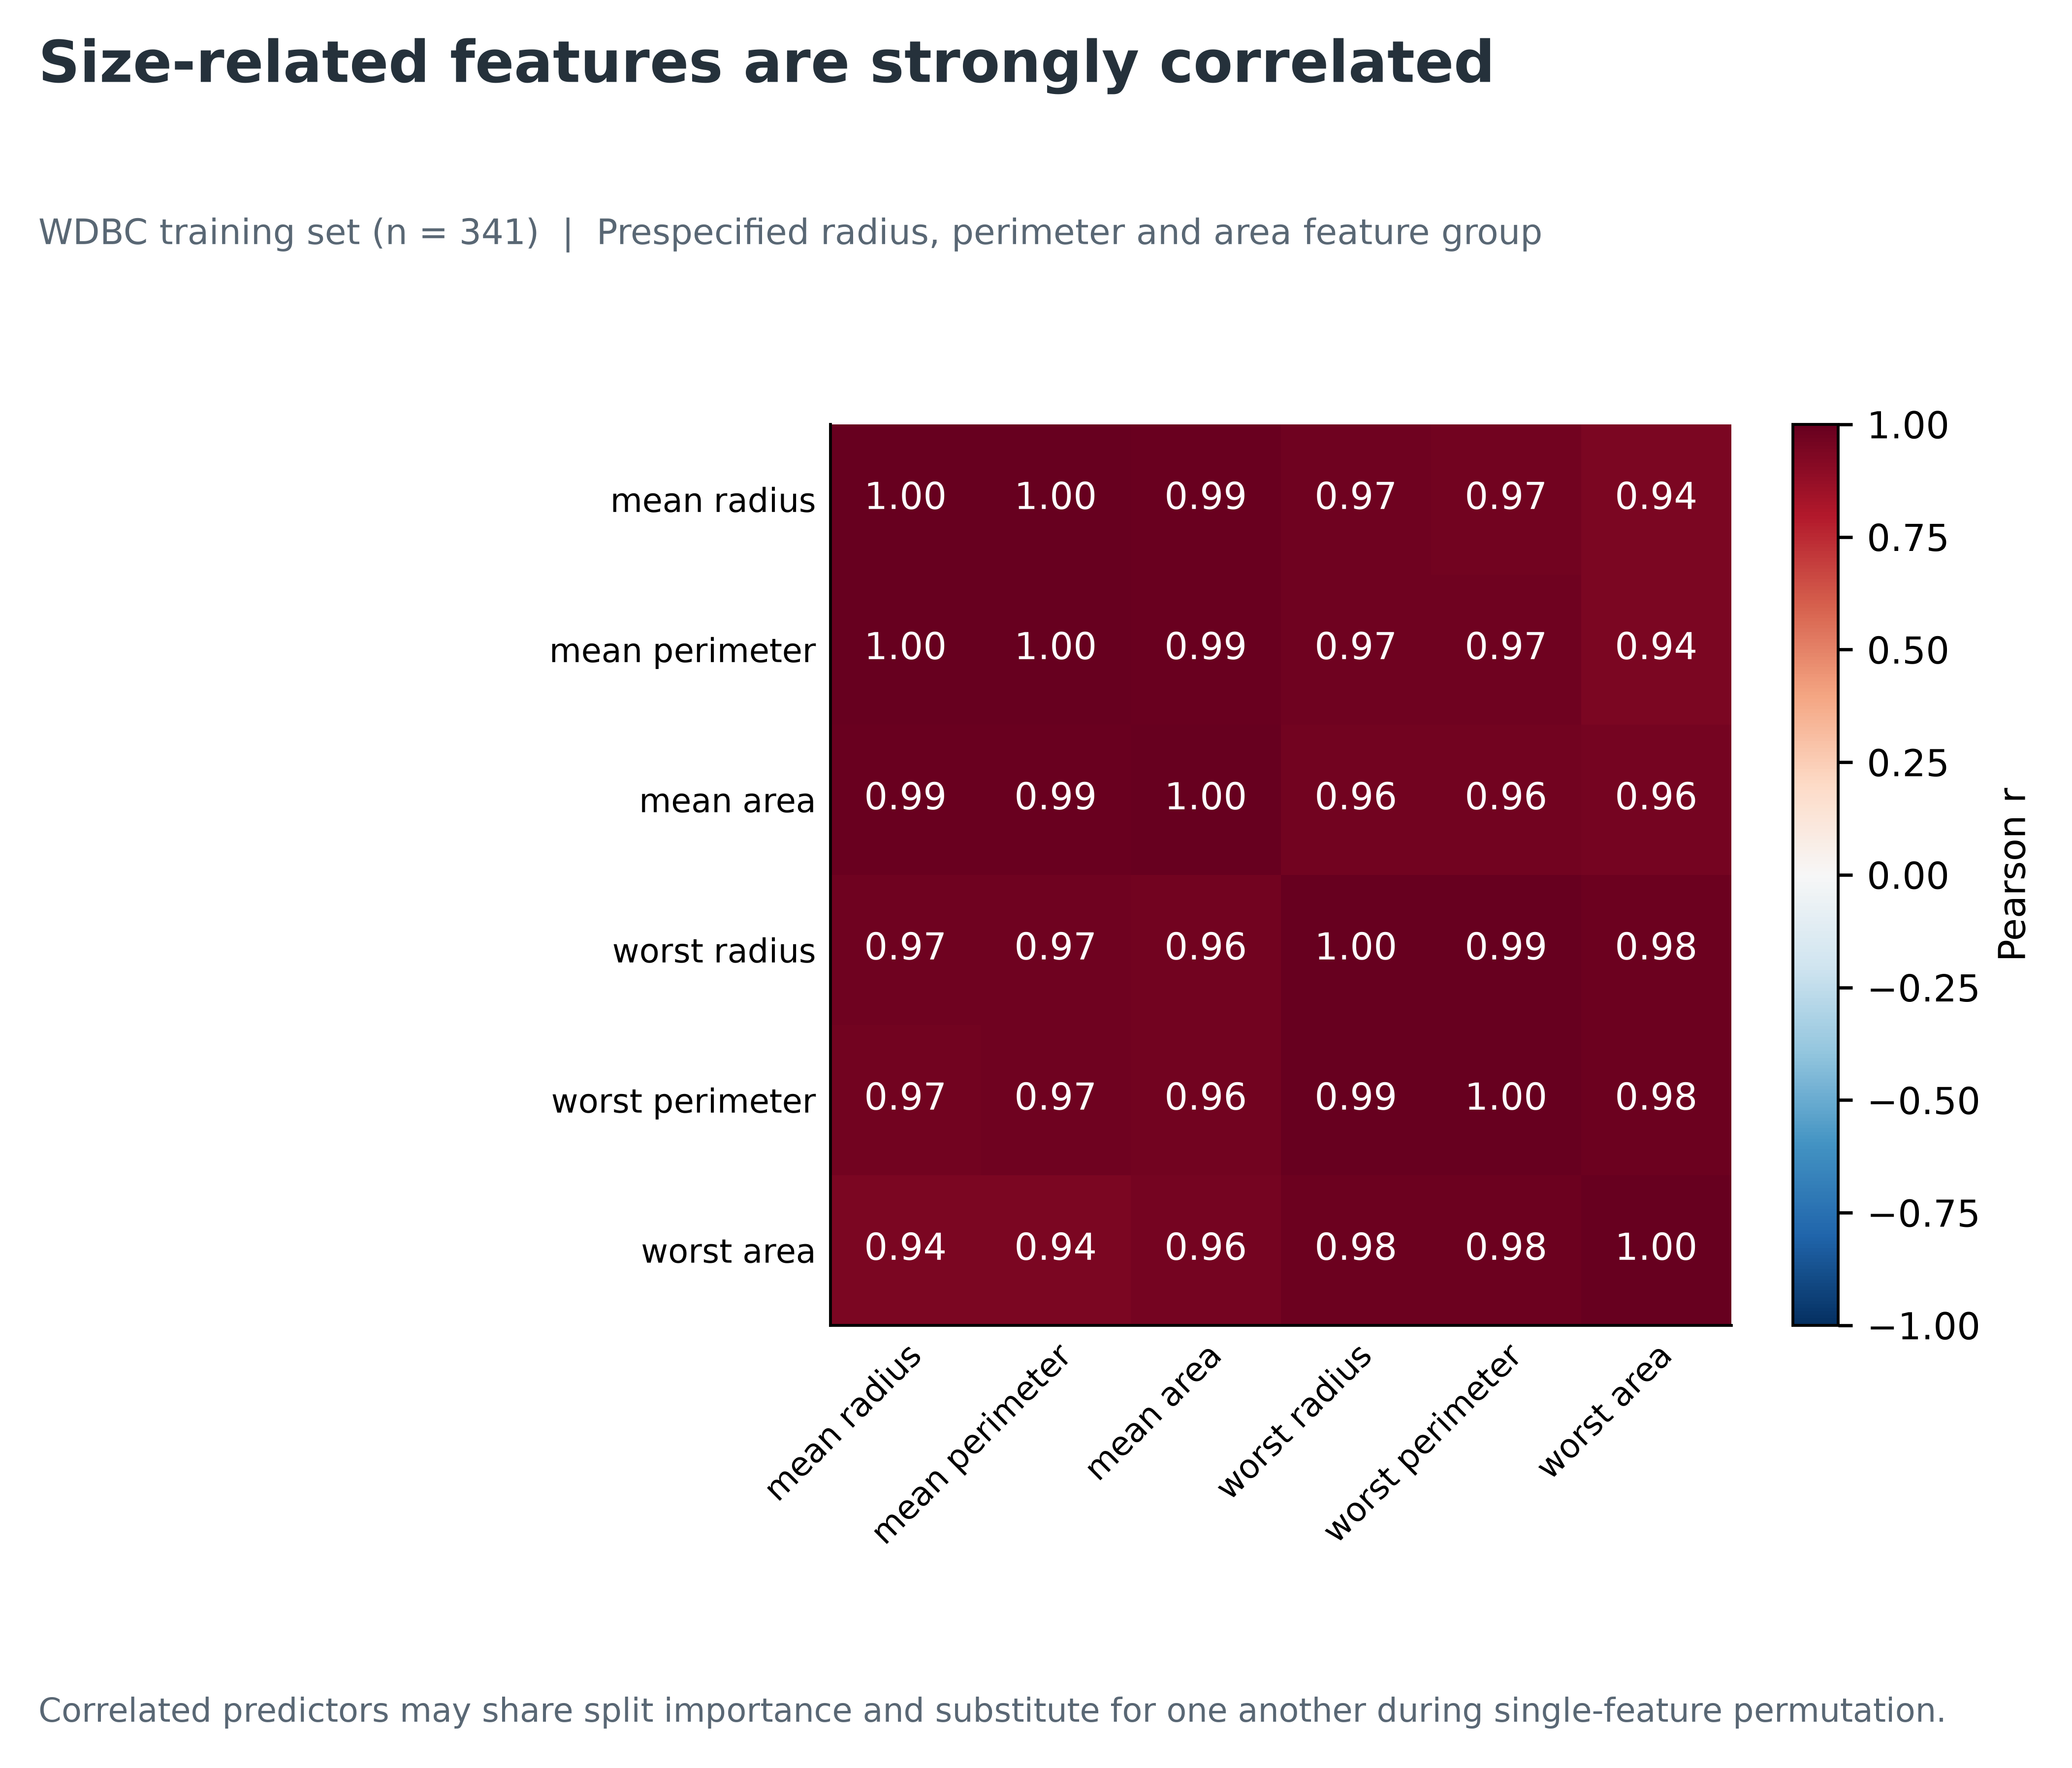 Size-related features are strongly correlated
WDBC training set (n = 341) | Prespecified radius, perimeter and area feature group
mean radius 1.00 1.00 0.99 0.97 0.97 0.94
mean perimeter 1.00 1.00 0.99 0.97 0.97 0.94
mean area 0.99 0.99 1.00 0.96 0.96 0.96
worst radius 0.97 0.97 0.96 1.00 0.99 0.98
worst perimeter 0.97 0.97 0.96 0.99 1.00 0.98
worst area 0.94 0.94 0.96 0.98 0.98 1.00
mean radius
mean perimeter
mean area
worst radius
worst perimeter
worst area
1.00
0.75
0.50
0.25
0.00
−0.25
−0.50
−0.75
−1.00
Pearson r
Correlated predictors may share split importance and substitute for one another during single-feature permutation.